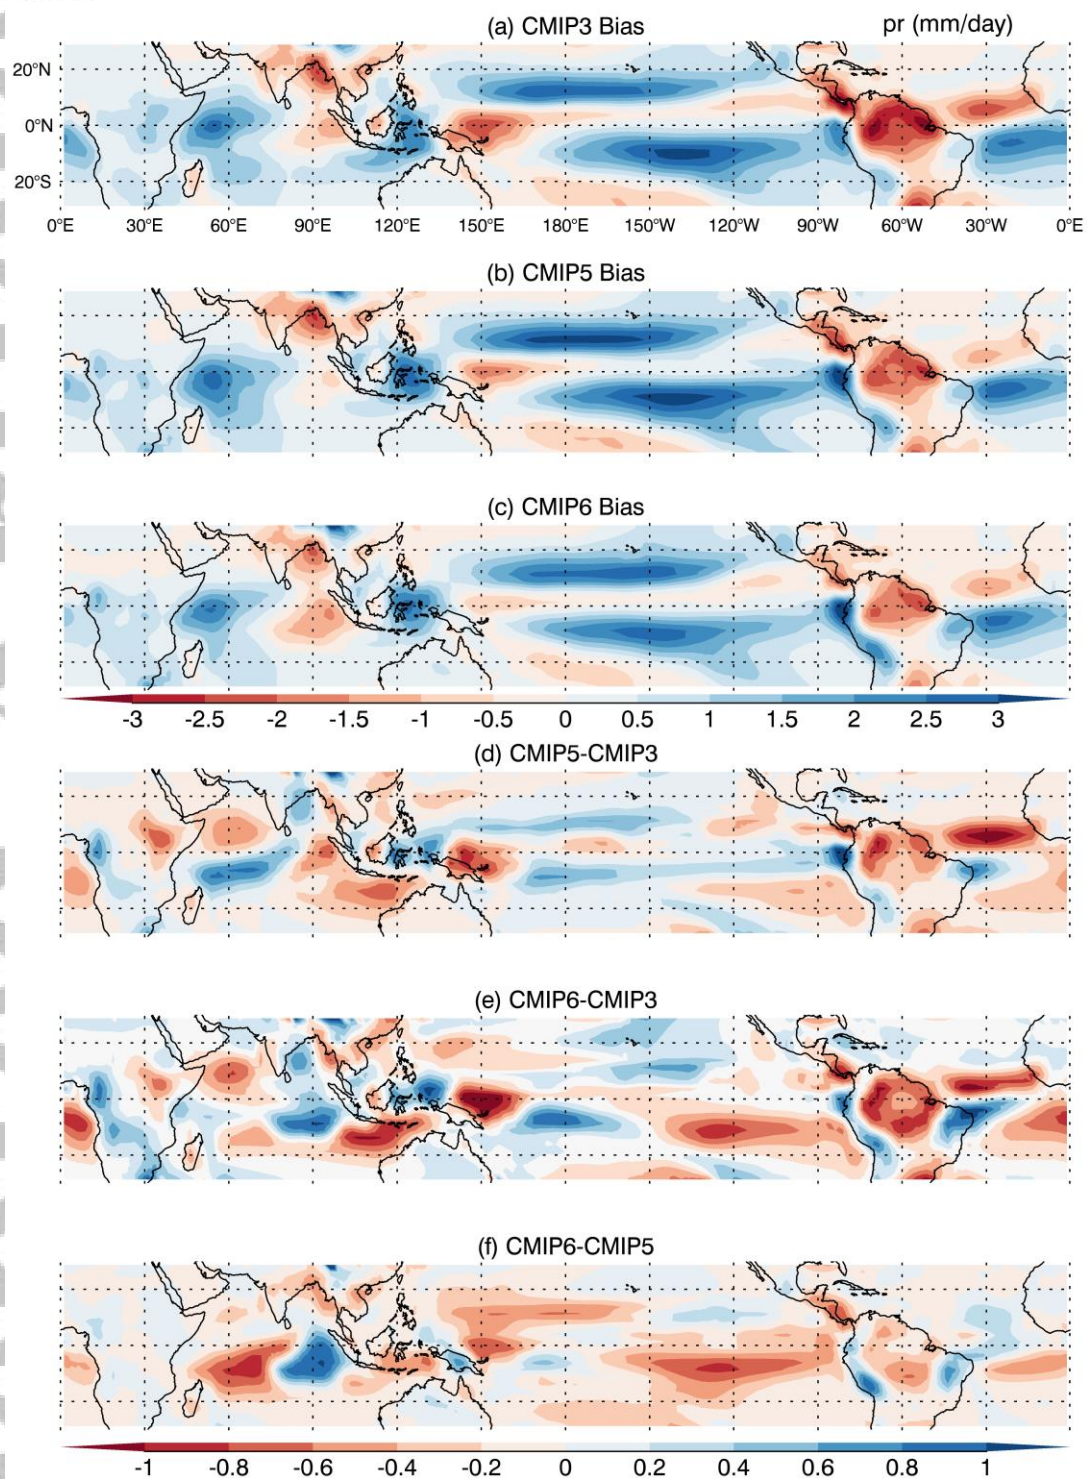 (a) CMIP3 Bias pr (mm/day)
20°N
0°N
20°S
0°E 30°E 60°E 90°E 120°E 150°E 180°E 150°W 120°W 90°W 60°W 30°W 0°E
(b) CMIP5 Bias
(c) CMIP6 Bias
-3 -2.5 -2 -1.5 -1 -0.5 0 0.5 1 1.5 2 2.5 3
(d) CMIP5-CMIP3
(e) CMIP6-CMIP3
(f) CMIP6-CMIP5
-1 -0.8 -0.6 -0.4 -0.2 0 0.2 0.4 0.6 0.8 1